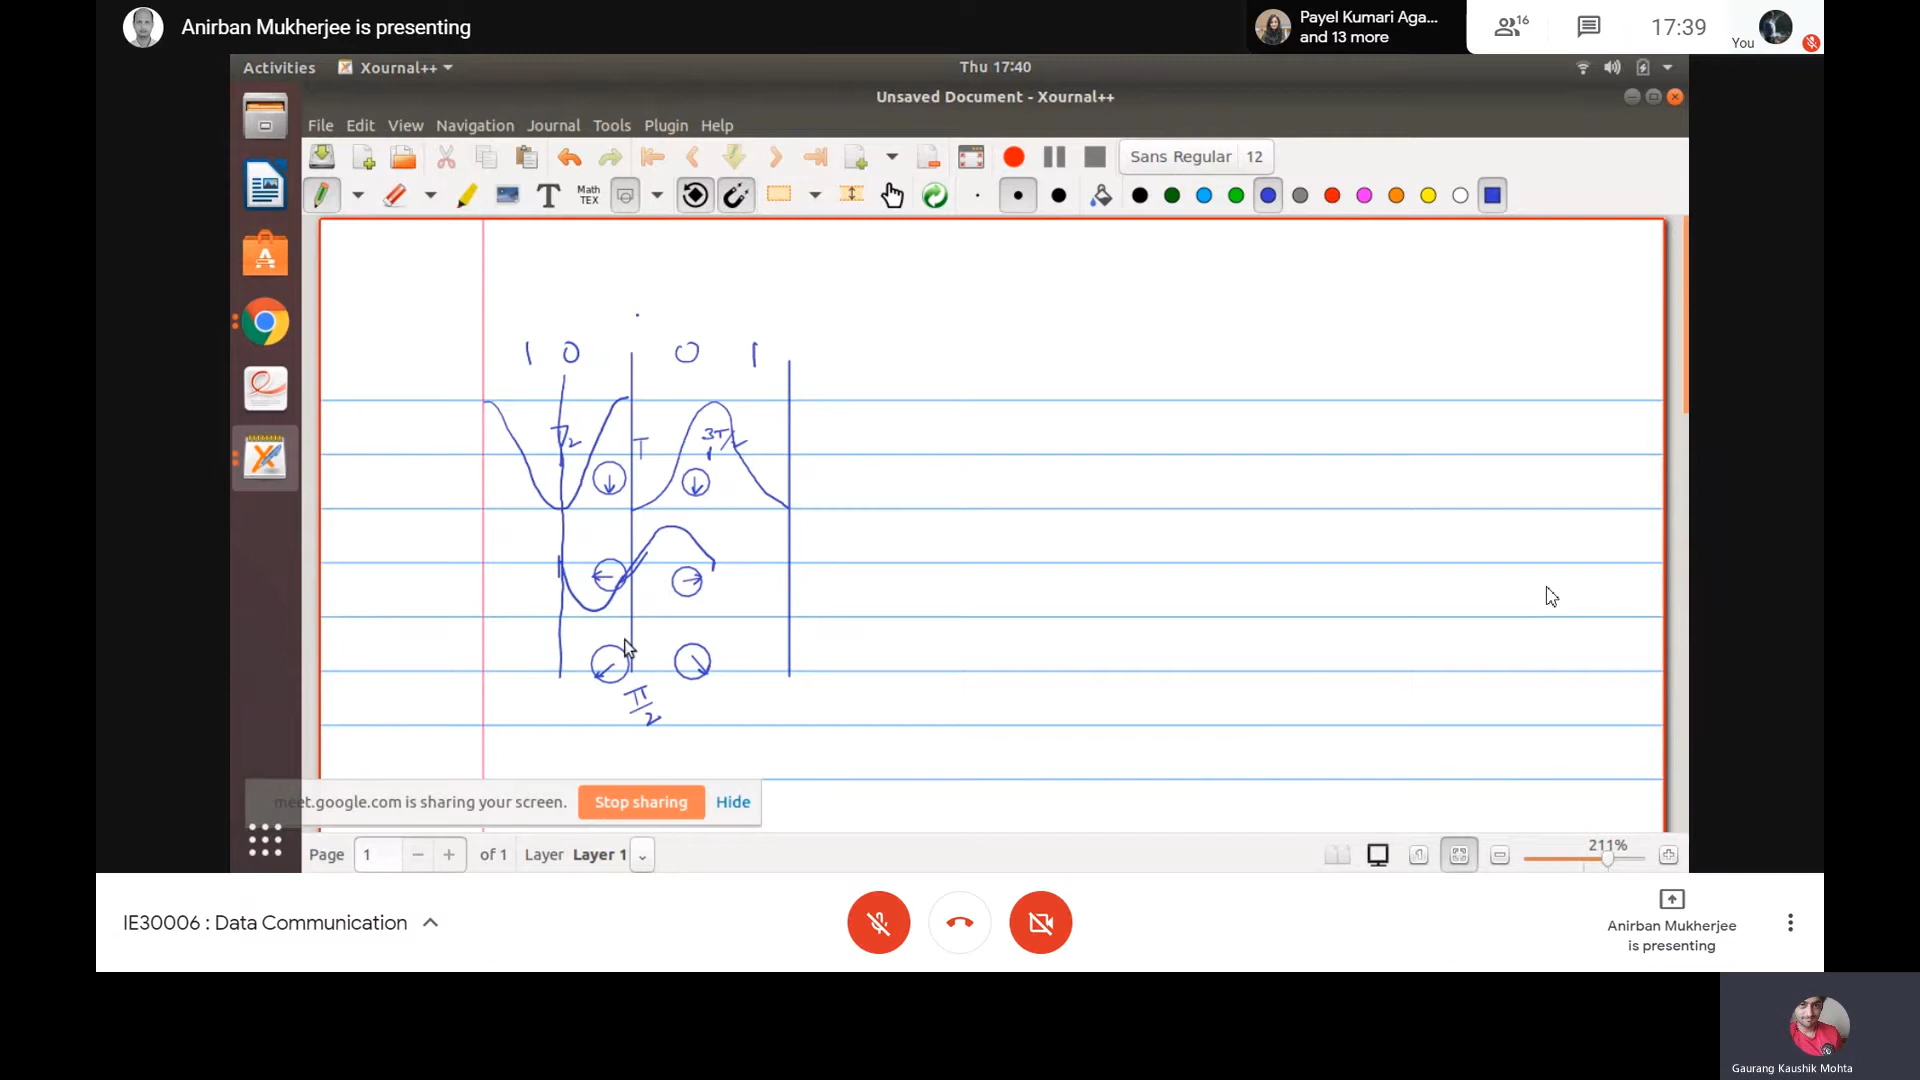 Anirban Mukherjee is presenting
Payel Kumari Aga...
and 13 more
16
17:39
You
Activities
Xournal++
Thu 17:40
Unsaved Document - Xournal++
File Edit View Navigation Journal Tools Plugin Help
Sans Regular 12
Math
TEX
1 0 0 1
T/2 T 3T/2
π/2
meet.google.com is sharing your screen. Stop sharing Hide
Page 1 of 1 Layer Layer 1
211%
IE30006 : Data Communication
Anirban Mukherjee
is presenting
Gaurang Kaushik Mohta